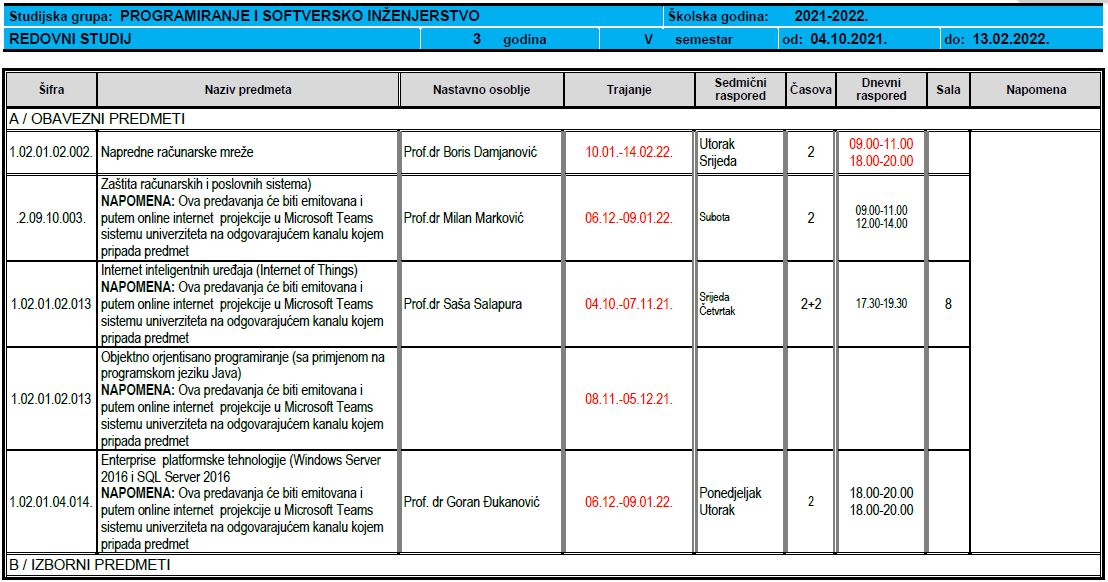 Studijska grupa: PROGRAMIRANJE I SOFTVERSKO INŽENJERSTVO Školska godina: 2021-2022.
REDOVNI STUDIJ 3 godina V semestar od: 04.10.2021. do: 13.02.2022.
Šifra Naziv predmeta Nastavno osoblje Trajanje Sedmični raspored Časova Dnevni raspored Sala Napomena
A / OBAVEZNI PREDMETI
1.02.01.02.002. Napredne računarske mreže Prof.dr Boris Damjanović 10.01.-14.02.22. Utorak 2 09.00-11.00
Srijeda 18.00-20.00
Zaštita računarskih i poslovnih sistema)
NAPOMENA: Ova predavanja će biti emitovana i
.2.09.10.003. putem online internet projekcije u Microsoft Teams Prof.dr Milan Marković 06.12.-09.01.22. Subota 2 09.00-11.00
12.00-14.00
sistemu univerziteta na odgovarajućem kanalu kojem
pripada predmet
Internet inteligentnih uređaja (Internet of Things)
NAPOMENA: Ova predavanja će biti emitovana i
1.02.01.02.013 putem online internet projekcije u Microsoft Teams Prof.dr Saša Salapura 04.10.-07.11.21. Srijeda 2+2 17.30-19.30 8
Četvrtak
sistemu univerziteta na odgovarajućem kanalu kojem
pripada predmet
Objektno orjentisano programiranje (sa primjenom na
programskom jeziku Java)
1.02.01.02.013 NAPOMENA: Ova predavanja će biti emitovana i 08.11.-05.12.21.
putem online internet projekcije u Microsoft Teams
sistemu univerziteta na odgovarajućem kanalu kojem
pripada predmet
Enterprise platformske tehnologije (Windows Server
2016 i SQL Server 2016
NAPOMENA: Ova predavanja će biti emitovana i
1.02.01.04.014. putem online internet projekcije u Microsoft Teams Prof. dr Goran Đukanović 06.12.-09.01.22. Ponedjeljak 2 18.00-20.00
Utorak 18.00-20.00
sistemu univerziteta na odgovarajućem kanalu kojem
pripada predmet
B / IZBORNI PREDMETI